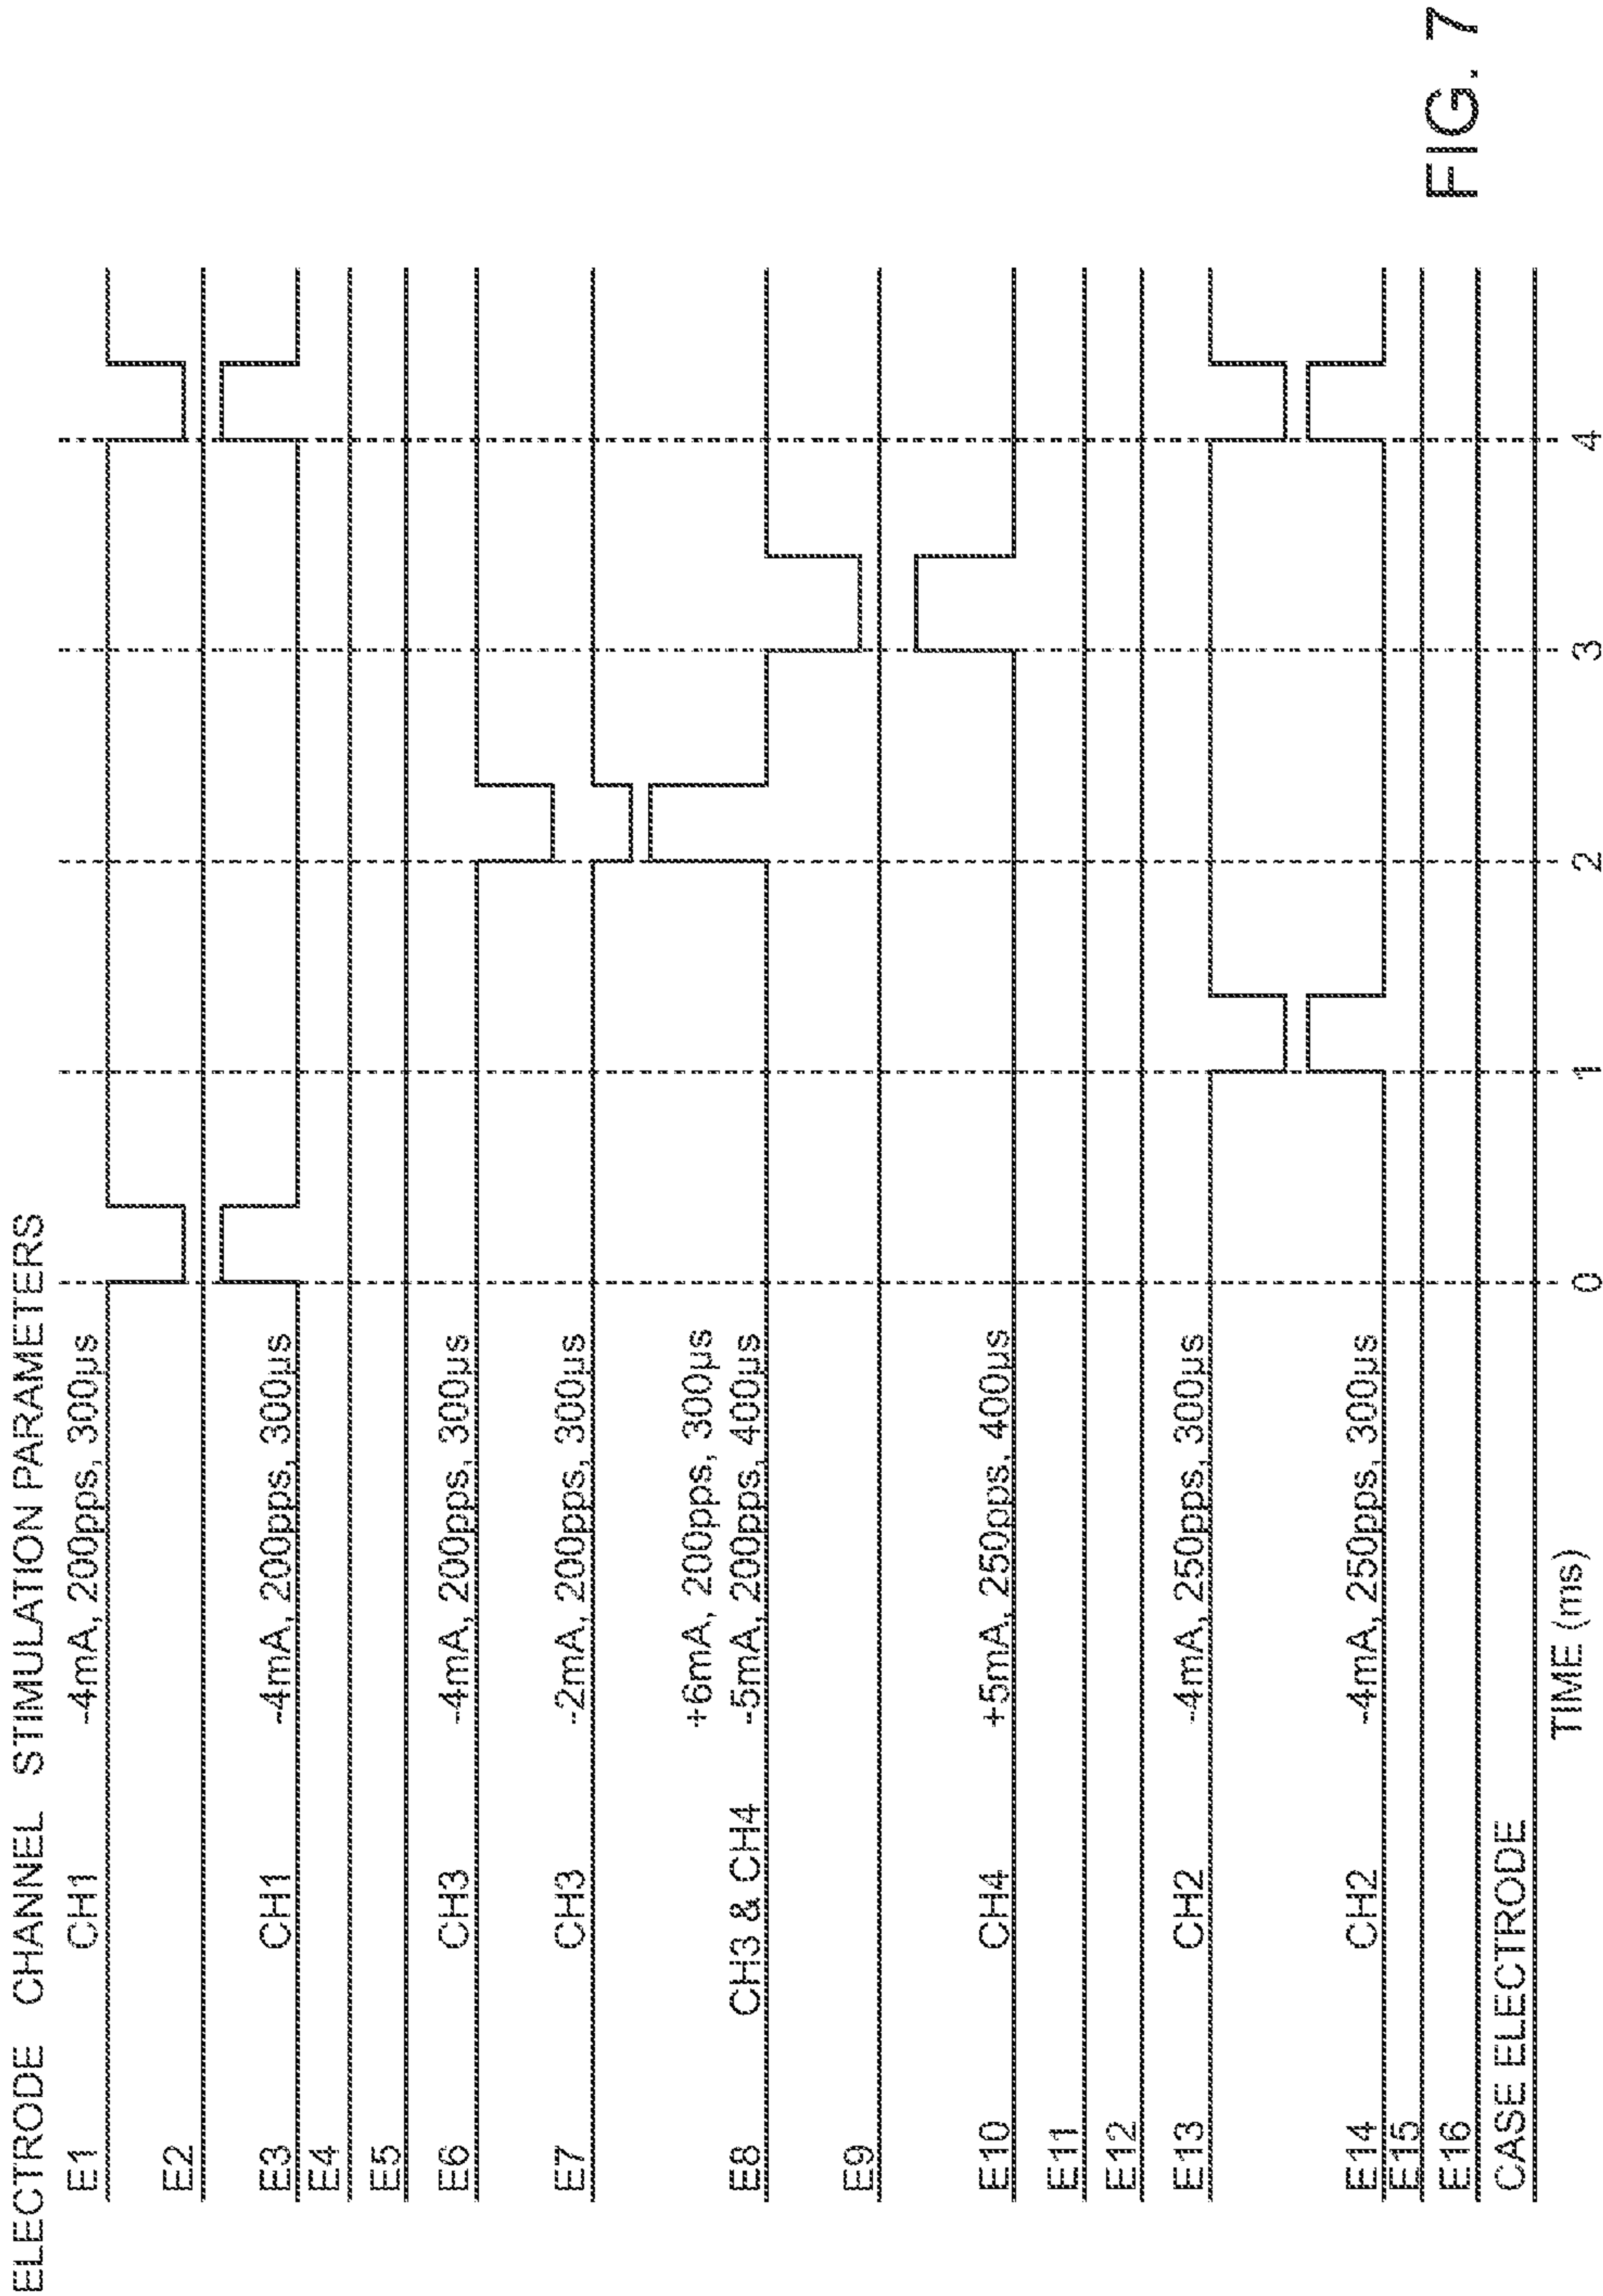 ELECTRODE CHANNEL STIMULATION PARAMETERS
E1 CH1 -4mA, 200pps, 300µs
E2
E3 CH1 -4mA, 200pps, 300µs
E4
E5
E6 CH3 -4mA, 200pps, 300µs
E7 CH3 -2mA, 200pps, 300µs
+6mA, 200pps, 300µs
E8 CH3 & CH4 -5mA, 200pps, 400µs
E9
E10 CH4 +5mA, 250pps, 400µs
E11
E12
E13 CH2 -4mA, 250pps, 300µs
E14 CH2 -4mA, 250pps, 300µs
E15
E16
CASE ELECTRODE
0 1 2 3 4
TIME (ms)
FIG. 7